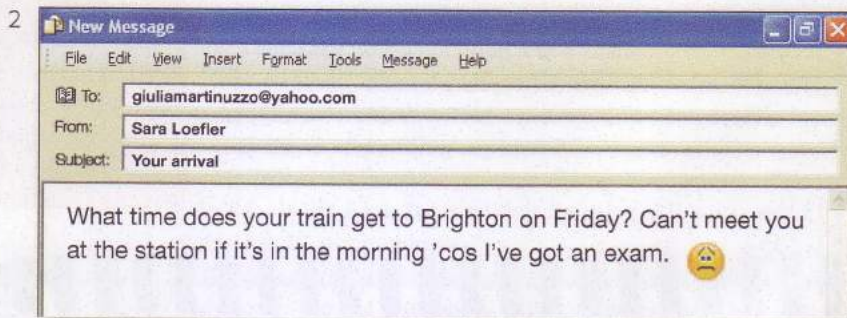 2
New Message
File Edit View Insert Format Tools Message Help
To: giuliamartinuzzo@yahoo.com
From: Sara Loefler
Subject: Your arrival
What time does your train get to Brighton on Friday? Can't meet you
at the station if it's in the morning 'cos I've got an exam.